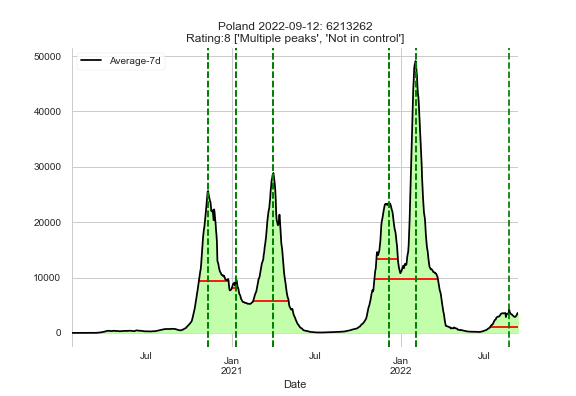 Poland 2022-09-12: 6213262
Rating:8 ['Multiple peaks', 'Not in control']
Average-7d
50000
40000
30000
20000
10000
0
Jul
Jan
2021
Jul
Jan
2022
Jul
Date